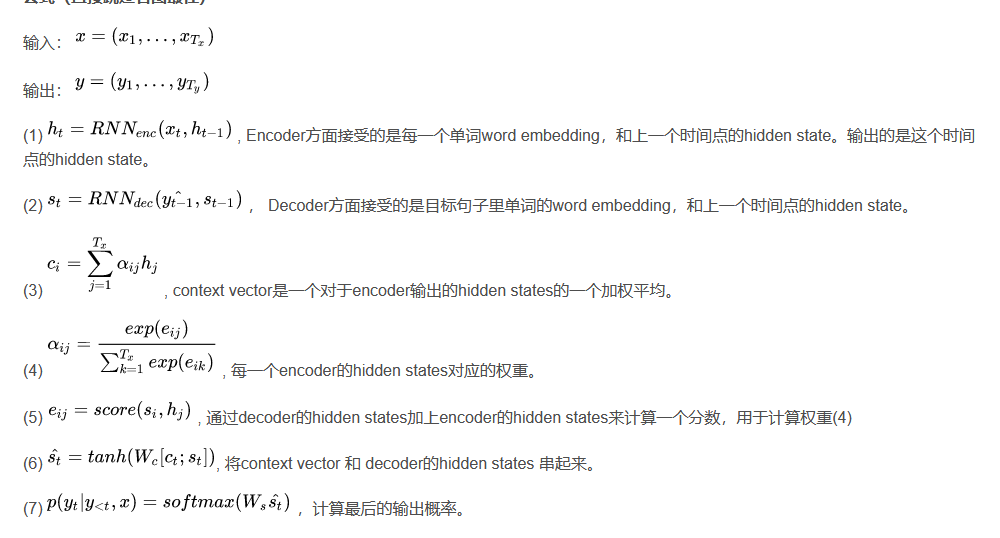 输入： x = (x_1, . . . , x_{T_x})
输出： y = (y_1, . . . , y_{T_y})
(1) h_t = RNN_{enc}(x_t, h_{t-1}) , Encoder方面接受的是每一个单词word embedding，和上一个时间点的hidden state。输出的是这个时间
点的hidden state。
(2) s_t = RNN_{dec}(\hat{y_{t-1}}, s_{t-1}) ， Decoder方面接受的是目标句子里单词的word embedding，和上一个时间点的hidden state。
(3) c_i = \sum_{j=1}^{T_x} α_{ij}h_j , context vector是一个对于encoder输出的hidden states的一个加权平均。
(4) α_{ij} = \frac{exp(e_{ij})}{\sum_{k=1}^{T_x} exp(e_{ik})} , 每一个encoder的hidden states对应的权重。
(5) e_{ij} = score(s_i, h_j) , 通过decoder的hidden states加上encoder的hidden states来计算一个分数，用于计算权重(4)
(6) \hat{s_t} = tanh(W_c[c_t; s_t]) , 将context vector 和 decoder的hidden states 串起来。
(7) p(y_t|y_{<t}, x) = softmax(W_s\hat{s_t}) ，计算最后的输出概率。